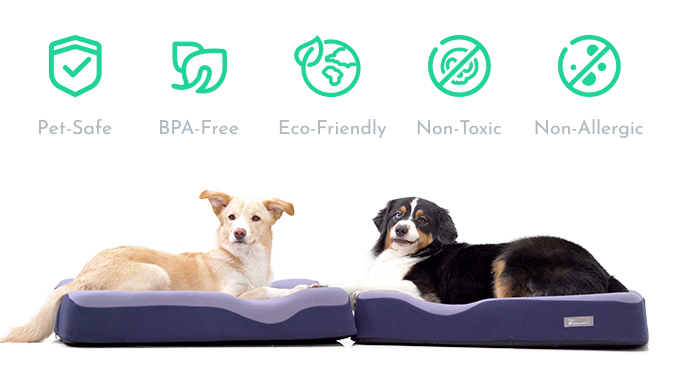 Pet-Safe
BPA-Free
Eco-Friendly
Non-Toxic
Non-Allergic